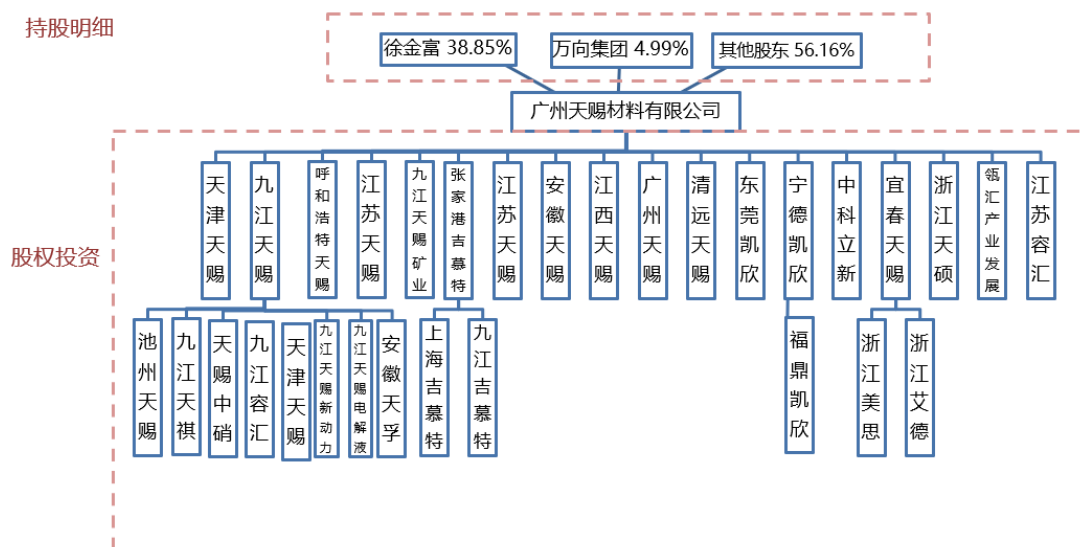 持股明细
徐金富 38.85%
万向集团 4.99%
其他股东 56.16%
广州天赐材料有限公司
股权投资
天津天赐
九江天赐
呼和浩特天赐
江苏天赐
九江天赐矿业
张家港吉慕特
江苏天赐
安徽天赐
江西天赐
广州天赐
清远天赐
东莞凯欣
宁德凯欣
中科立新
宜春天赐
浙江天硕
瓴汇产业发展
江苏容汇
池州天赐
九江天祺
天赐中硝
九江容汇
天津天赐
九江天赐新动力
九江天赐电解液
安徽天孚
上海吉慕特
九江吉慕特
福鼎凯欣
浙江美思
浙江艾德